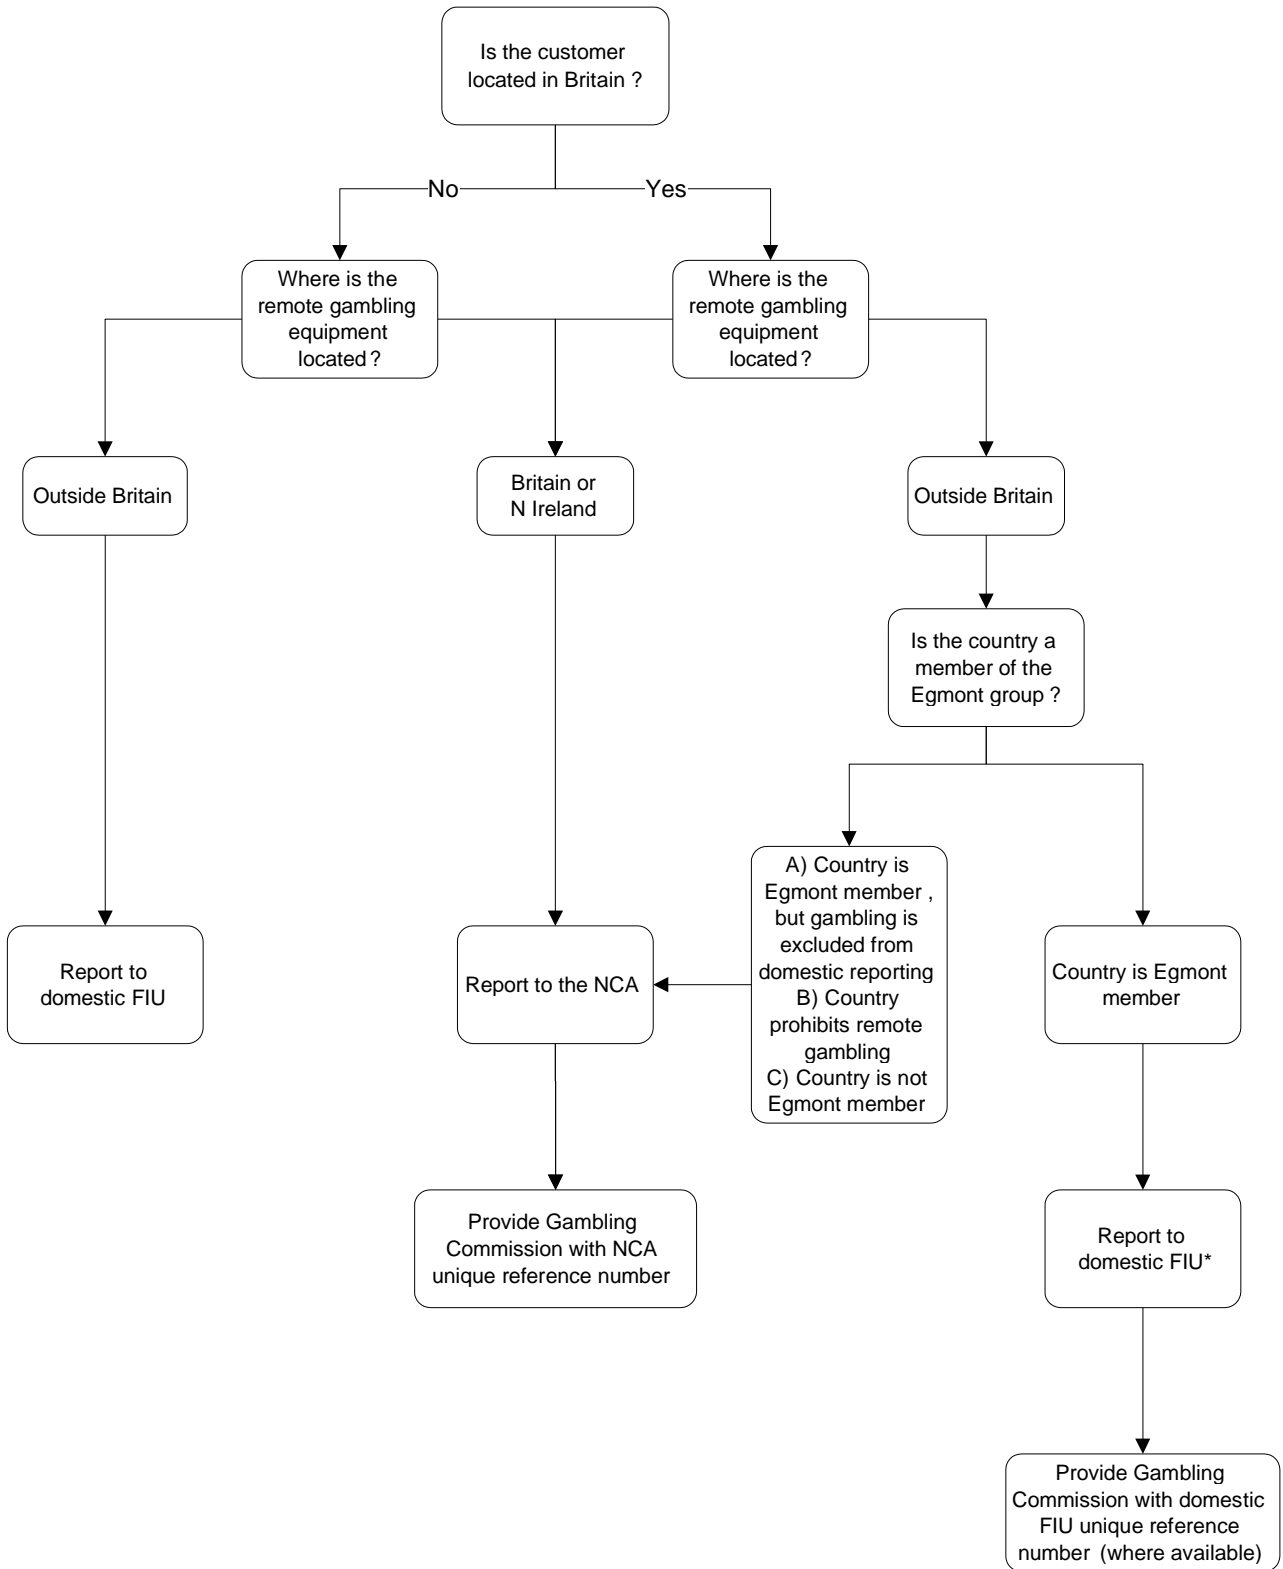 Is the customer
located in Britain ?
No
Yes
Where is the
remote gambling
equipment
located ?
Where is the
remote gambling
equipment
located ?
Outside Britain
Britain or
N Ireland
Outside Britain
Is the country a
member of the
Egmont group ?
A) Country is
Egmont member ,
but gambling is
excluded from
domestic reporting
B) Country
prohibits remote
gambling
C) Country is not
Egmont member
Report to
domestic FIU
Report to the NCA
Country is Egmont
member
Provide Gambling
Commission with NCA
unique reference number
Report to
domestic FIU*
Provide Gambling
Commission with domestic
FIU unique reference
number (where available)